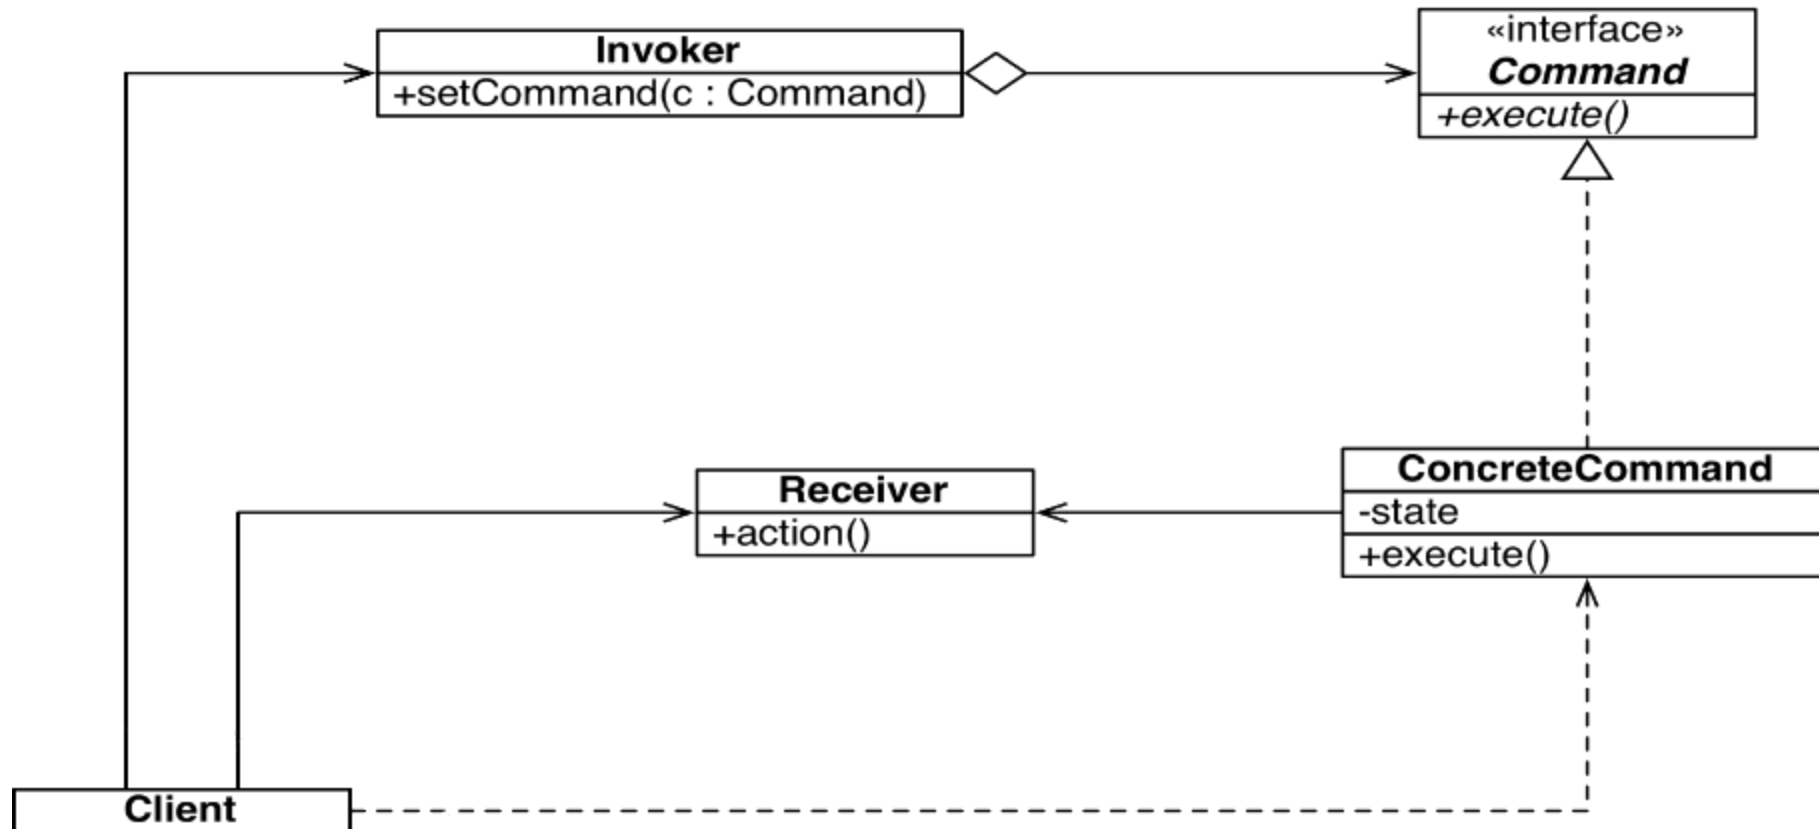 Invoker
+setCommand(c : Command)
«interface»
Command
+execute()
Receiver
+action()
ConcreteCommand
-state
+execute()
Client